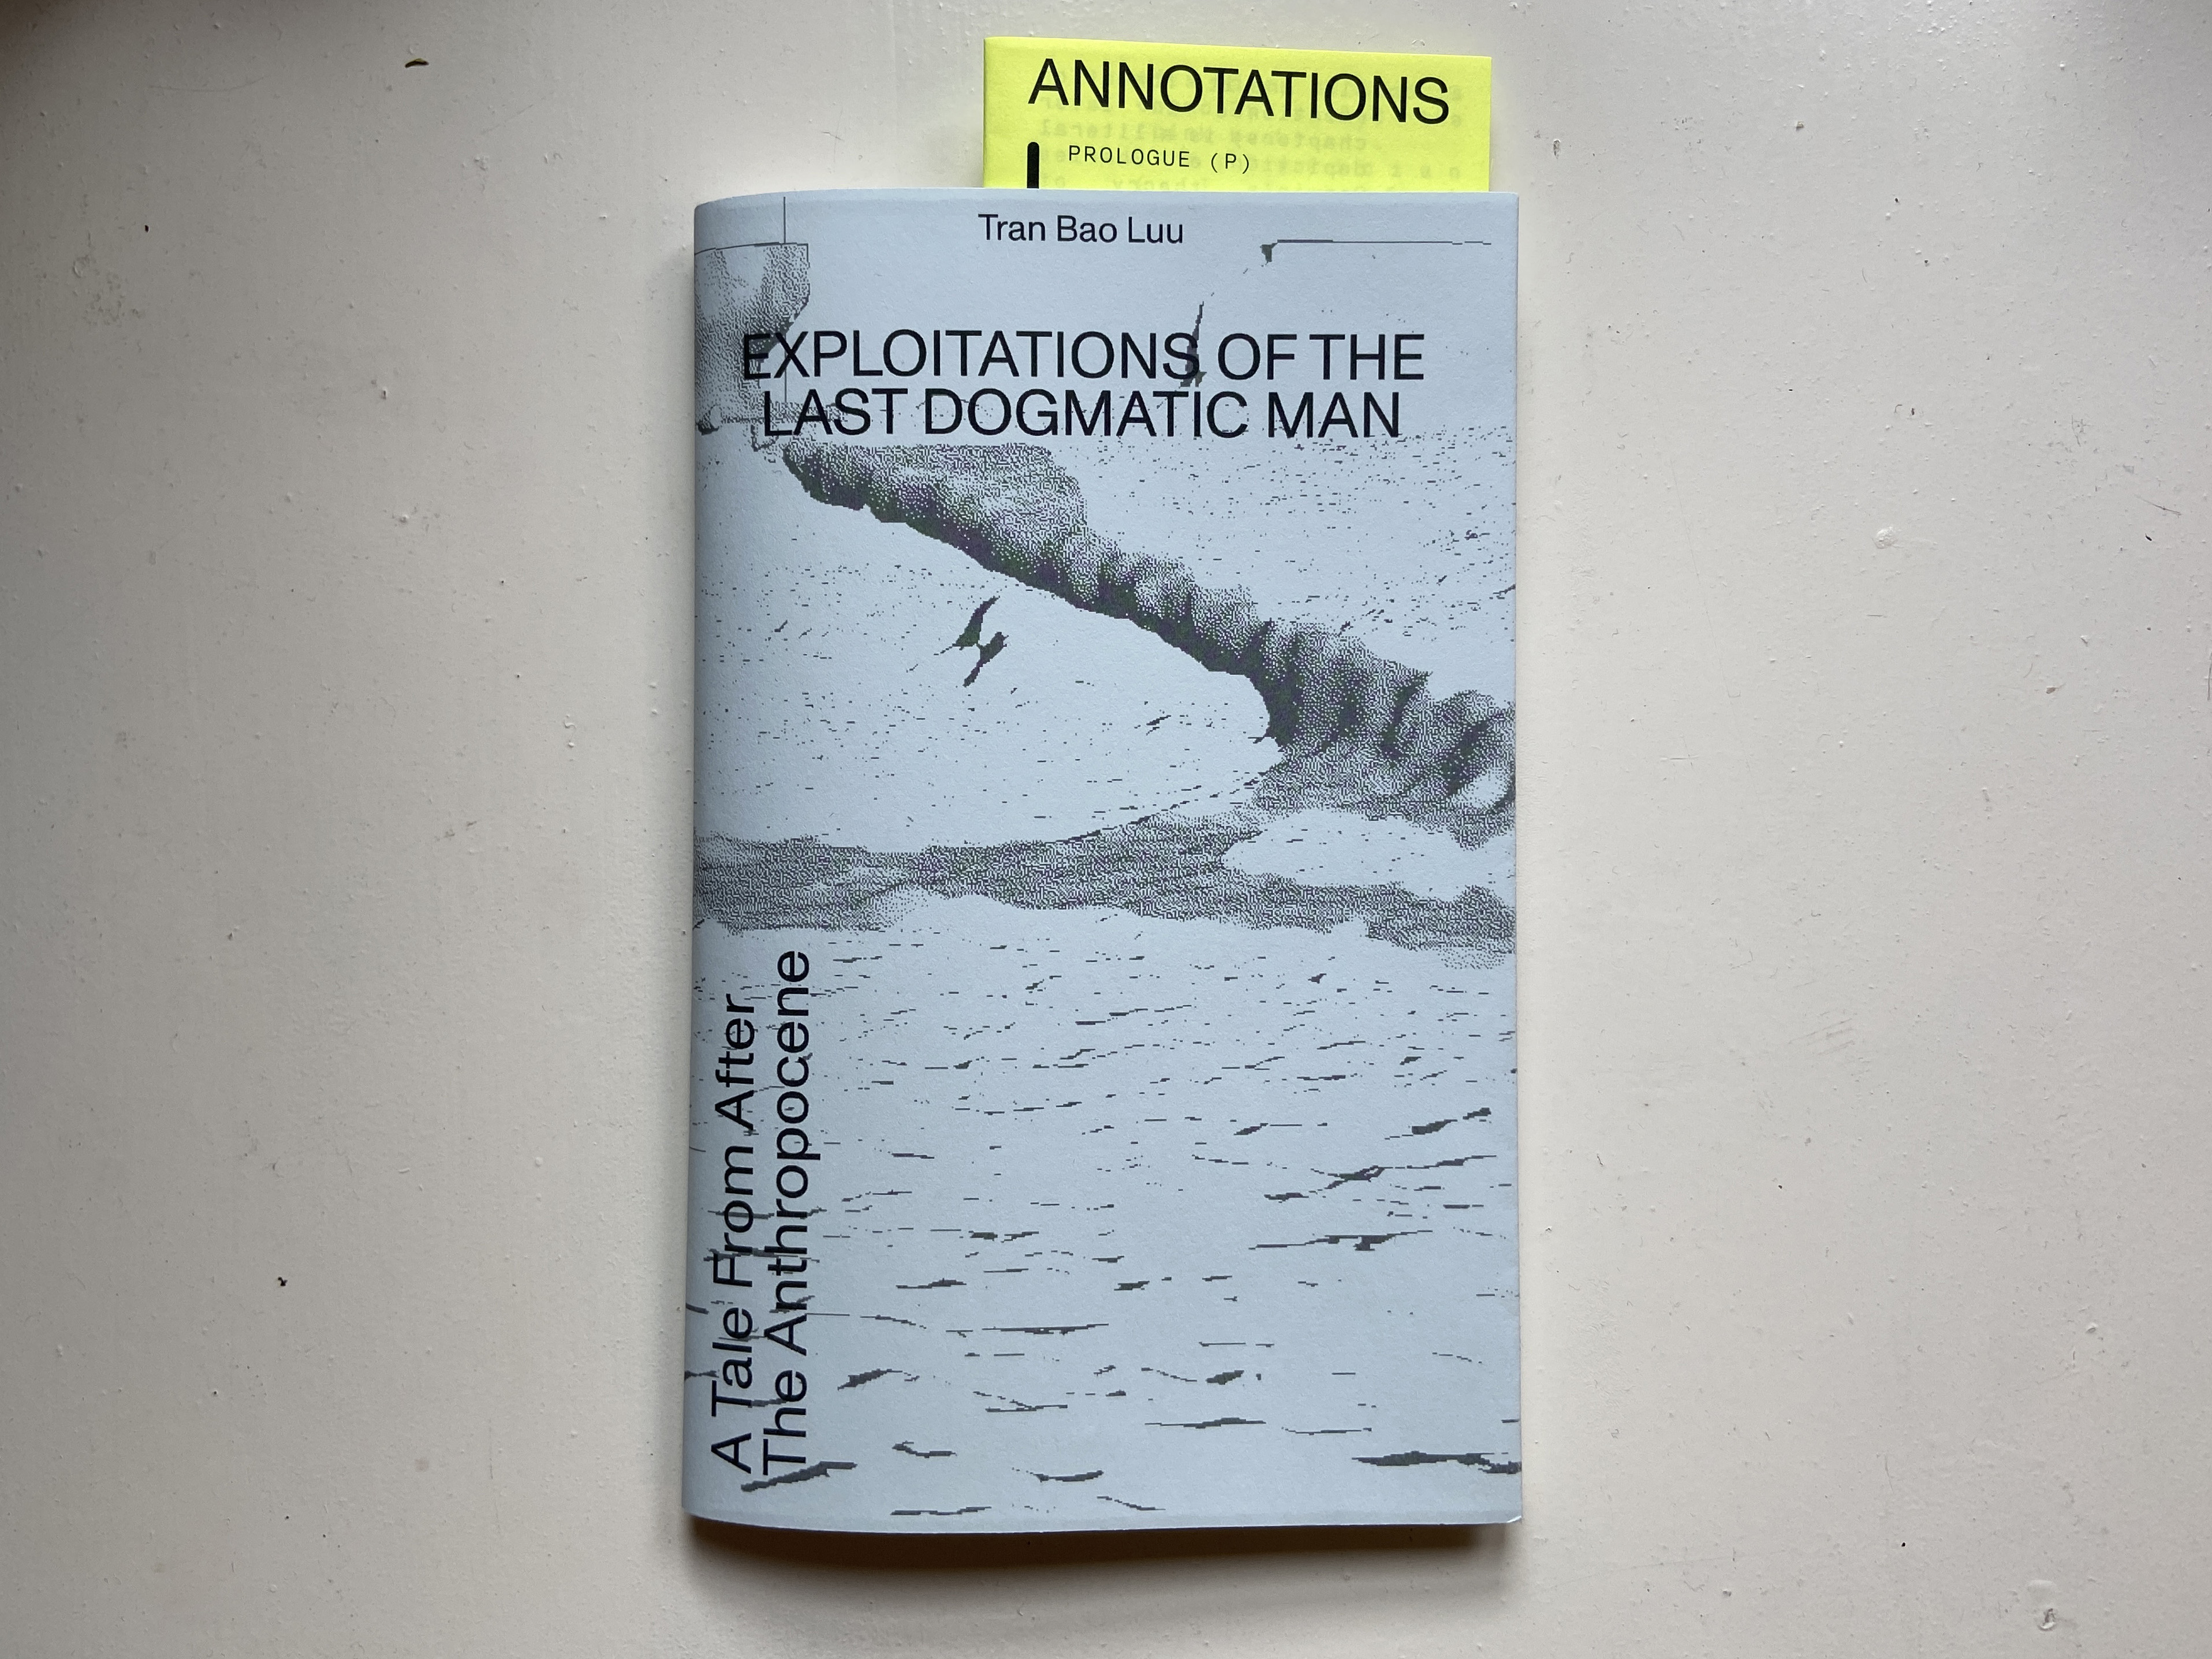 ANNOTATIONS
PROLOGUE (P)
Tran Bao Luu
EXPLOITATIONS OF THE
LAST DOGMATIC MAN
A Tale From After
The Anthropocene